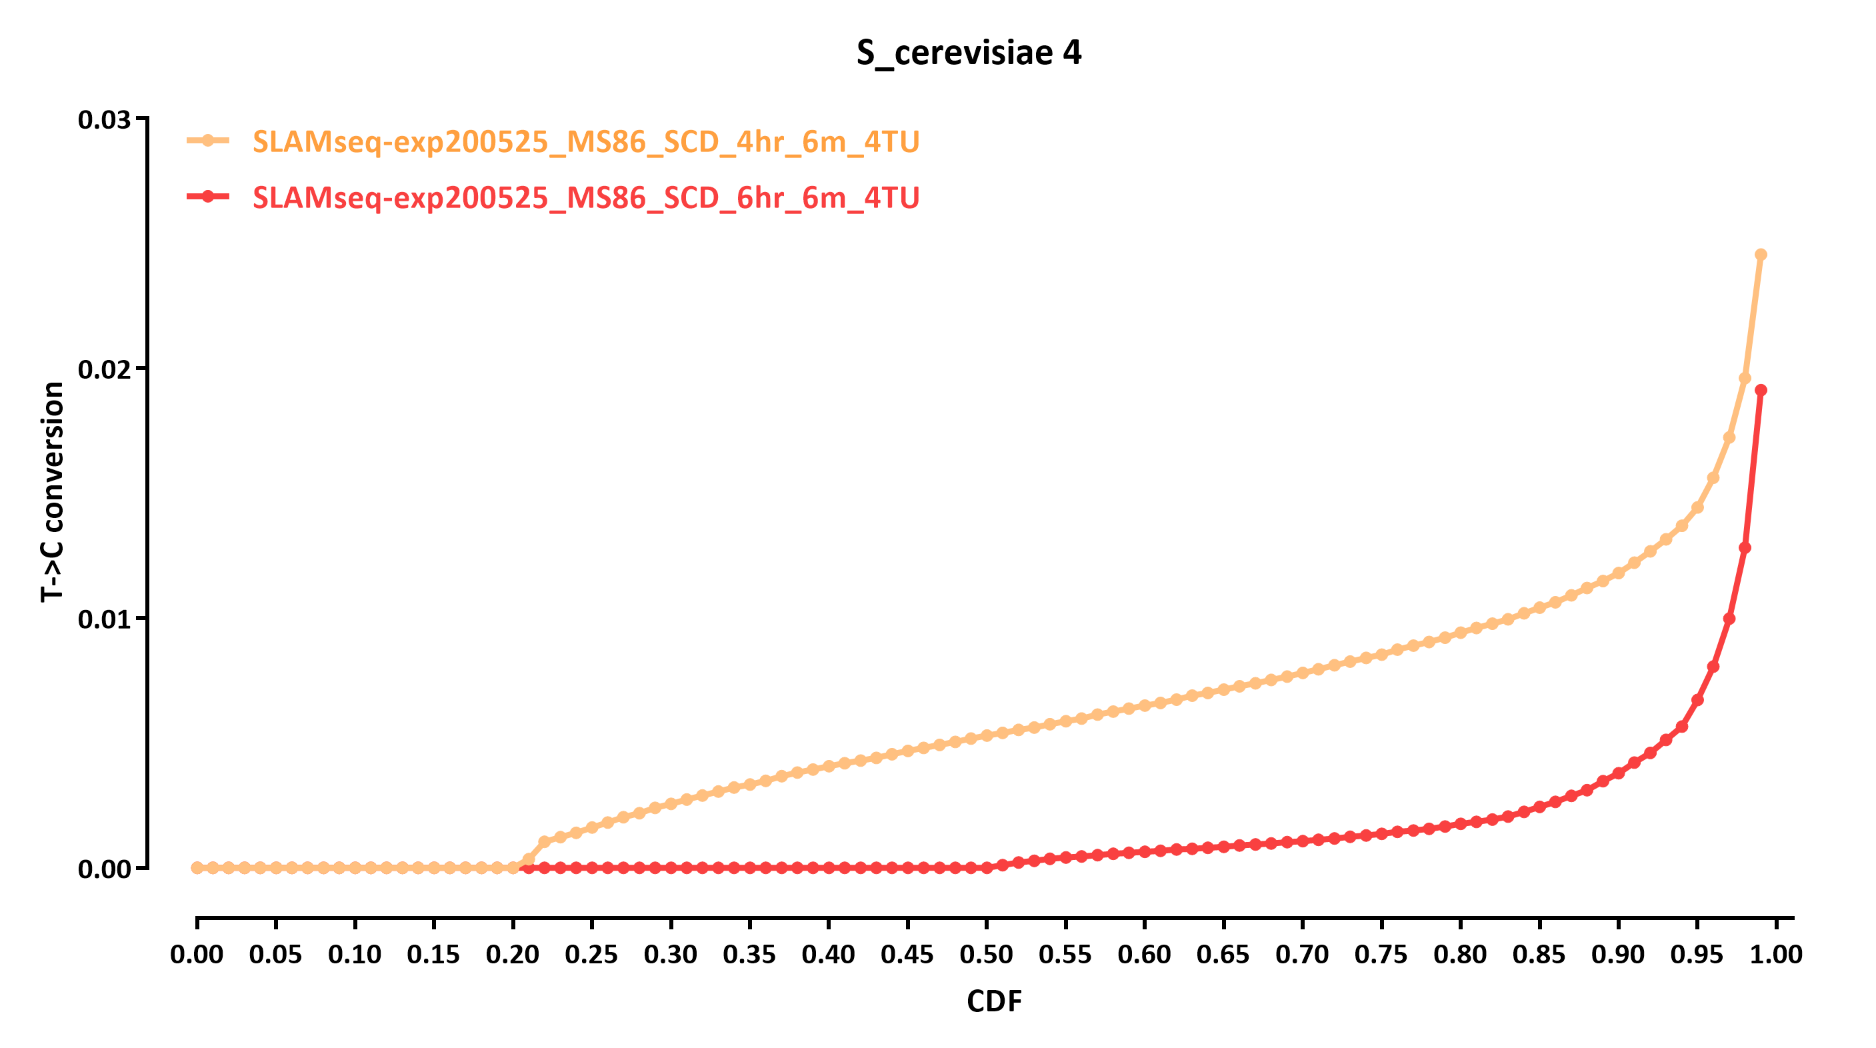 S_cerevisiae 4
SLAMseq-exp200525_MS86_SCD_4hr_6m_4TU
SLAMseq-exp200525_MS86_SCD_6hr_6m_4TU
T->C conversion
0.03
0.02
0.01
0.00
0.00 0.05 0.10 0.15 0.20 0.25 0.30 0.35 0.40 0.45 0.50 0.55 0.60 0.65 0.70 0.75 0.80 0.85 0.90 0.95 1.00
CDF